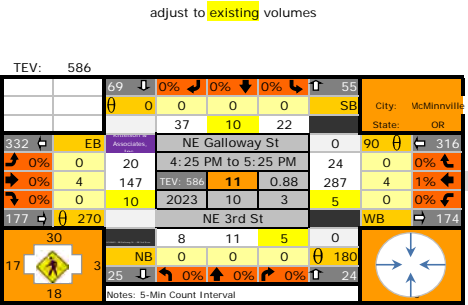 adjust to existing volumes
TEV: 586
69 0% 0% 0% 55
θ 0 0 0 0 SB
City: McMinnville
37 10 22
State: OR
332 EB Associates, NE Galloway St 0 90 θ 316
0% 0 20 4:25 PM to 5:25 PM 24 0 0%
0% 4 147 TEV: 586 11 0.88 287 4 1%
0% 0 10 2023 10 3 5 0 0%
177 θ 270 NE 3rd St WB 174
30 8 11 5 0
17 3 NB 0 0 0 θ 180
18 25 0% 0% 0% 24
Notes: 5-Min Count Interval